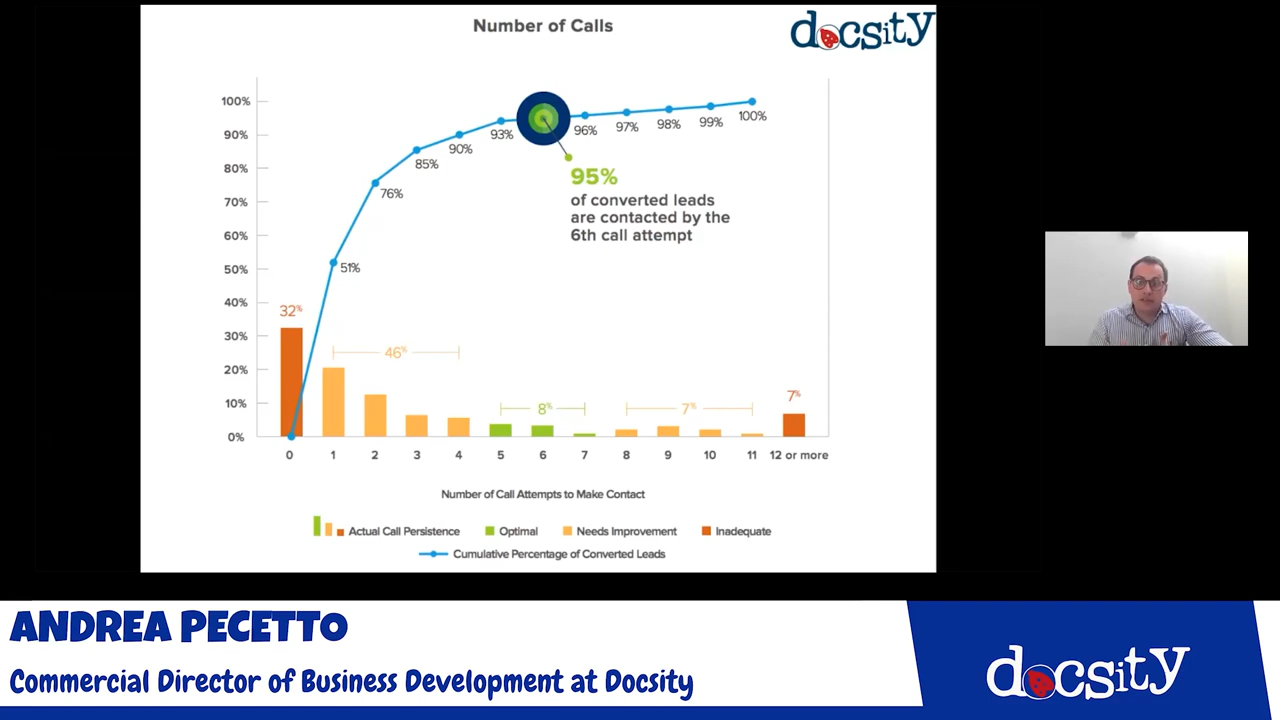 Number of Calls
docsity
100%
90%
80%
70%
60%
50%
40%
30%
20%
10%
0%
51%
76%
85%
90%
93%
96%
97%
98%
99%
100%
95%
of converted leads
are contacted by the
6th call attempt
32%
46%
8%
7%
7%
0 1 2 3 4 5 6 7 8 9 10 11 12 or more
Number of Call Attempts to Make Contact
Actual Call Persistence Optimal Needs Improvement Inadequate
Cumulative Percentage of Converted Leads
ANDREA PECETTO
Commercial Director of Business Development at Docsity
docsity